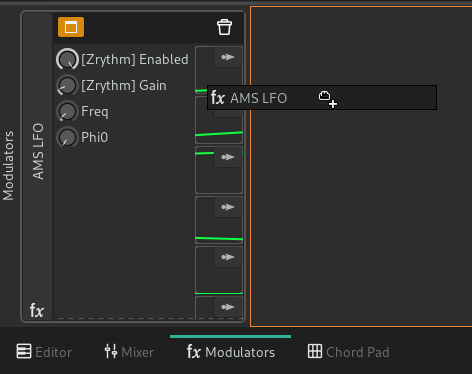 Modulators
AMS LFO
fx
[Zrythm] Enabled
[Zrythm] Gain
Freq
Phi0
fx AMS LFO
Editor
Mixer
fx Modulators
Chord Pad